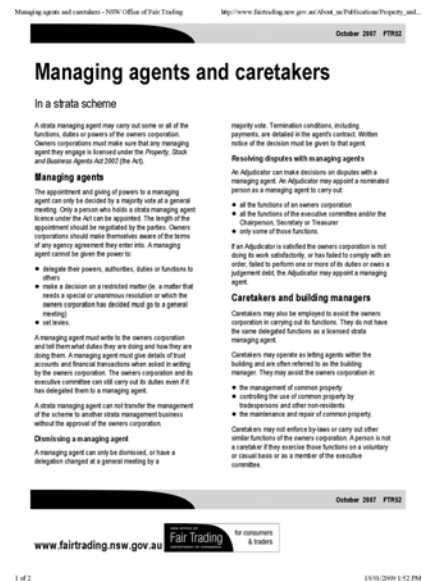 Managing agents and caretakers - NSW Office of Fair Trading
http://www.fairtrading.nsw.gov.au/About_us/Publications/Property_and...
October 2007 FTR52
Managing agents and caretakers
In a strata scheme
A strata managing agent may carry out some or all of the
functions, duties or powers of the owners corporation.
Owners corporations must make sure that any managing
agent they engage is licensed under the Property, Stock
and Business Agents Act 2002 (the Act).
Managing agents
The appointment and giving of powers to a managing
agent can only be decided by a majority vote at a general
meeting. Only a person who holds a strata managing agent
licence under the Act can be appointed. The length of the
appointment should be negotiated by the parties. Owners
corporations should make themselves aware of the terms
of any agency agreement they enter into. A managing
agent cannot be given the power to:
● delegate their powers, authorities, duties or functions to
others
● make a decision on a restricted matter (ie. a matter that
needs a special or unanimous resolution or which the
owners corporation has decided must go to a general
meeting)
● set levies.
A managing agent must write to the owners corporation
and tell them what duties they are doing and how they are
doing them. A managing agent must give details of trust
accounts and financial transactions when asked in writing
by the owners corporation. The owners corporation and its
executive committee can still carry out its duties even if it
has delegated them to a managing agent.
A strata managing agent can not transfer the management
of the scheme to another strata management business
without the approval of the owners corporation.
Dismissing a managing agent
A managing agent can only be dismissed, or have a
delegation changed at a general meeting by a
majority vote. Termination conditions, including
payments, are detailed in the agent's contract. Written
notice of the decision must be given to that agent.
Resolving disputes with managing agents
An Adjudicator can make decisions on disputes with a
managing agent. An Adjudicator may appoint a nominated
person as a managing agent to carry out:
● all the functions of an owners corporation
● all the functions of the executive committee and/or the
Chairperson, Secretary or Treasurer
● only some of those functions.
If an Adjudicator is satisfied the owners corporation is not
doing its work satisfactorily, or has failed to comply with an
order, failed to perform one or more of its duties or owes a
judgement debt, the Adjudicator may appoint a managing
agent.
Caretakers and building managers
Caretakers may also be employed to assist the owners
corporation in carrying out its functions. They do not have
the same delegated functions as a licensed strata
managing agent.
Caretakers may operate as letting agents within the
building and are often referred to as the building
manager. They may assist the owners corporation in:
● the management of common property
● controlling the use of common property by
tradespersons and other non-residents
● the maintenance and repair of common property.
Caretakers may not enforce by-laws or carry out other
similar functions of the owners corporation. A person is not
a caretaker if they exercise those functions on a voluntary
or casual basis or as a member of the executive
committee.
October 2007 FTR52
www.fairtrading.nsw.gov.au
NSW OFFICE OF
Fair Trading
DEPARTMENT OF COMMERCE
for consumers
& traders
1 of 2
13/01/2009 1:52 PM